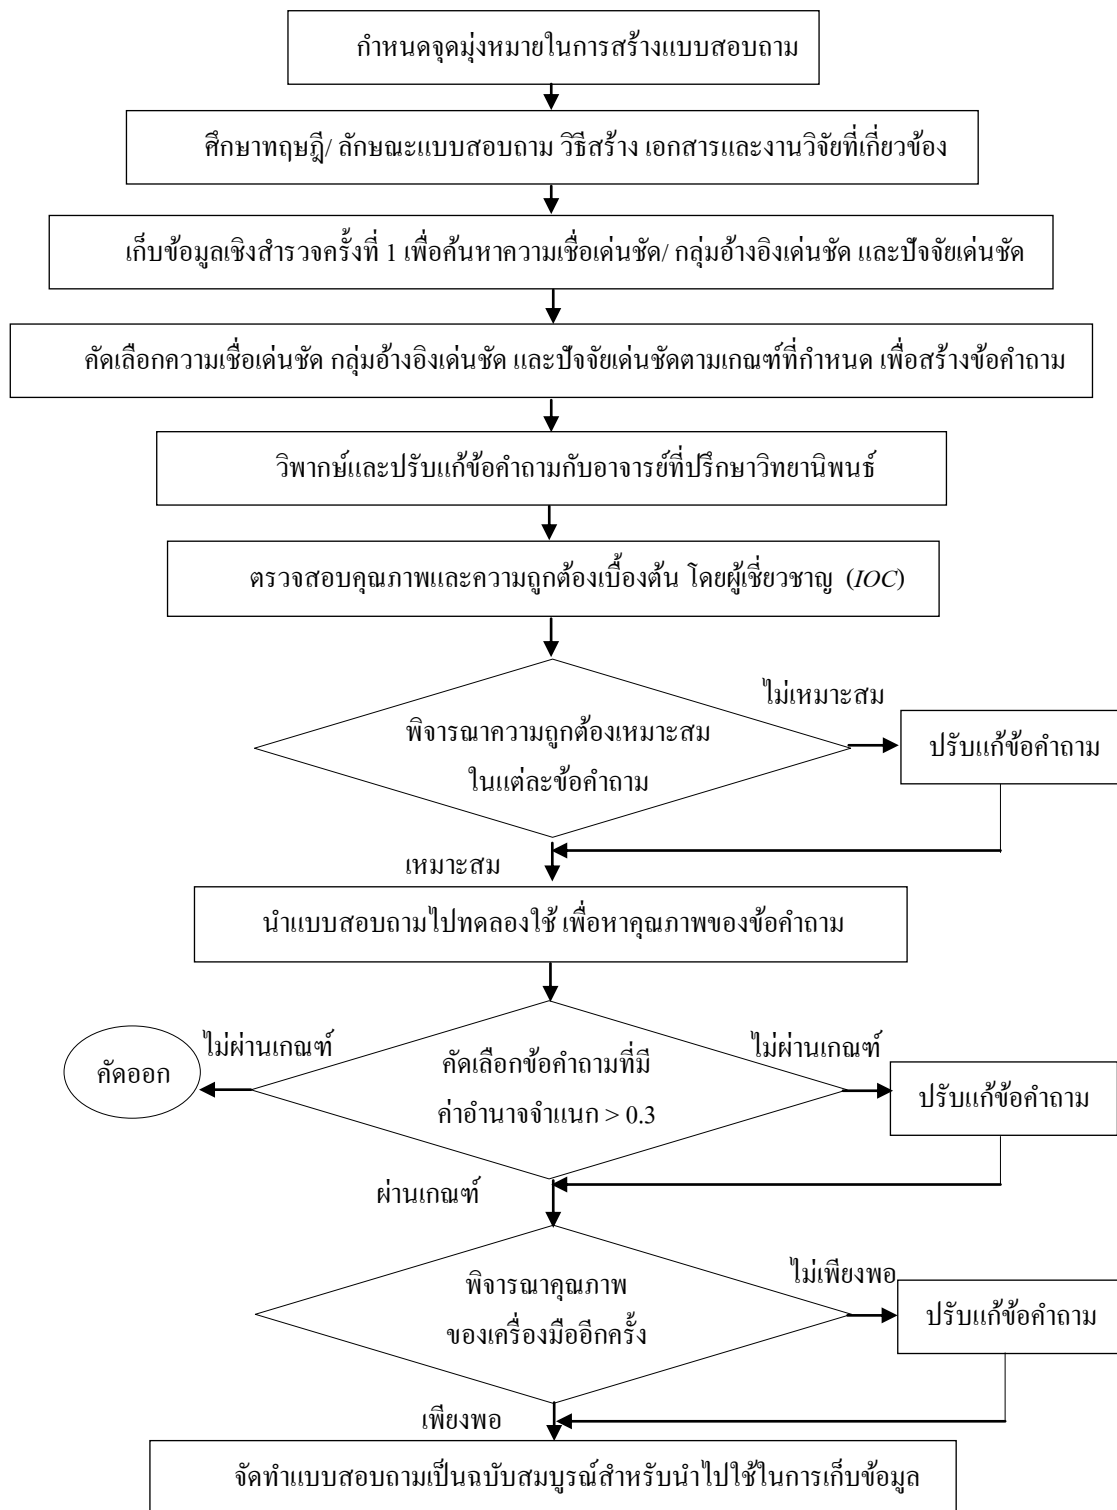 กำหนดจุดมุ่งหมายในการสร้างแบบสอบถาม
ศึกษาทฤษฎี/ ลักษณะแบบสอบถาม วิธีสร้าง เอกสารและงานวิจัยที่เกี่ยวข้อง
เก็บข้อมูลเชิงสำรวจครั้งที่ 1 เพื่อค้นหาความเชื่อเด่นชัด/ กลุ่มอ้างอิงเด่นชัด และปัจจัยเด่นชัด
คัดเลือกความเชื่อเด่นชัด กลุ่มอ้างอิงเด่นชัด และปัจจัยเด่นชัดตามเกณฑ์ที่กำหนด เพื่อสร้างข้อคำถาม
วิพากษ์และปรับแก้ข้อคำถามกับอาจารย์ที่ปรึกษาวิทยานิพนธ์
ตรวจสอบคุณภาพและความถูกต้องเบื้องต้น โดยผู้เชี่ยวชาญ (IOC)
ไม่เหมาะสม
พิจารณาความถูกต้องเหมาะสม
ในแต่ละข้อคำถาม
ปรับแก้ข้อคำถาม
เหมาะสม
นำแบบสอบถามไปทดลองใช้ เพื่อหาคุณภาพของข้อคำถาม
ไม่ผ่านเกณฑ์
คัดออก
คัดเลือกข้อคำถามที่มี
ค่าอำนาจจำแนก > 0.3
ไม่ผ่านเกณฑ์
ปรับแก้ข้อคำถาม
ผ่านเกณฑ์
พิจารณาคุณภาพ
ของเครื่องมืออีกครั้ง
ไม่เพียงพอ
ปรับแก้ข้อคำถาม
เพียงพอ
จัดทำแบบสอบถามเป็นฉบับสมบูรณ์สำหรับนำไปใช้ในการเก็บข้อมูล